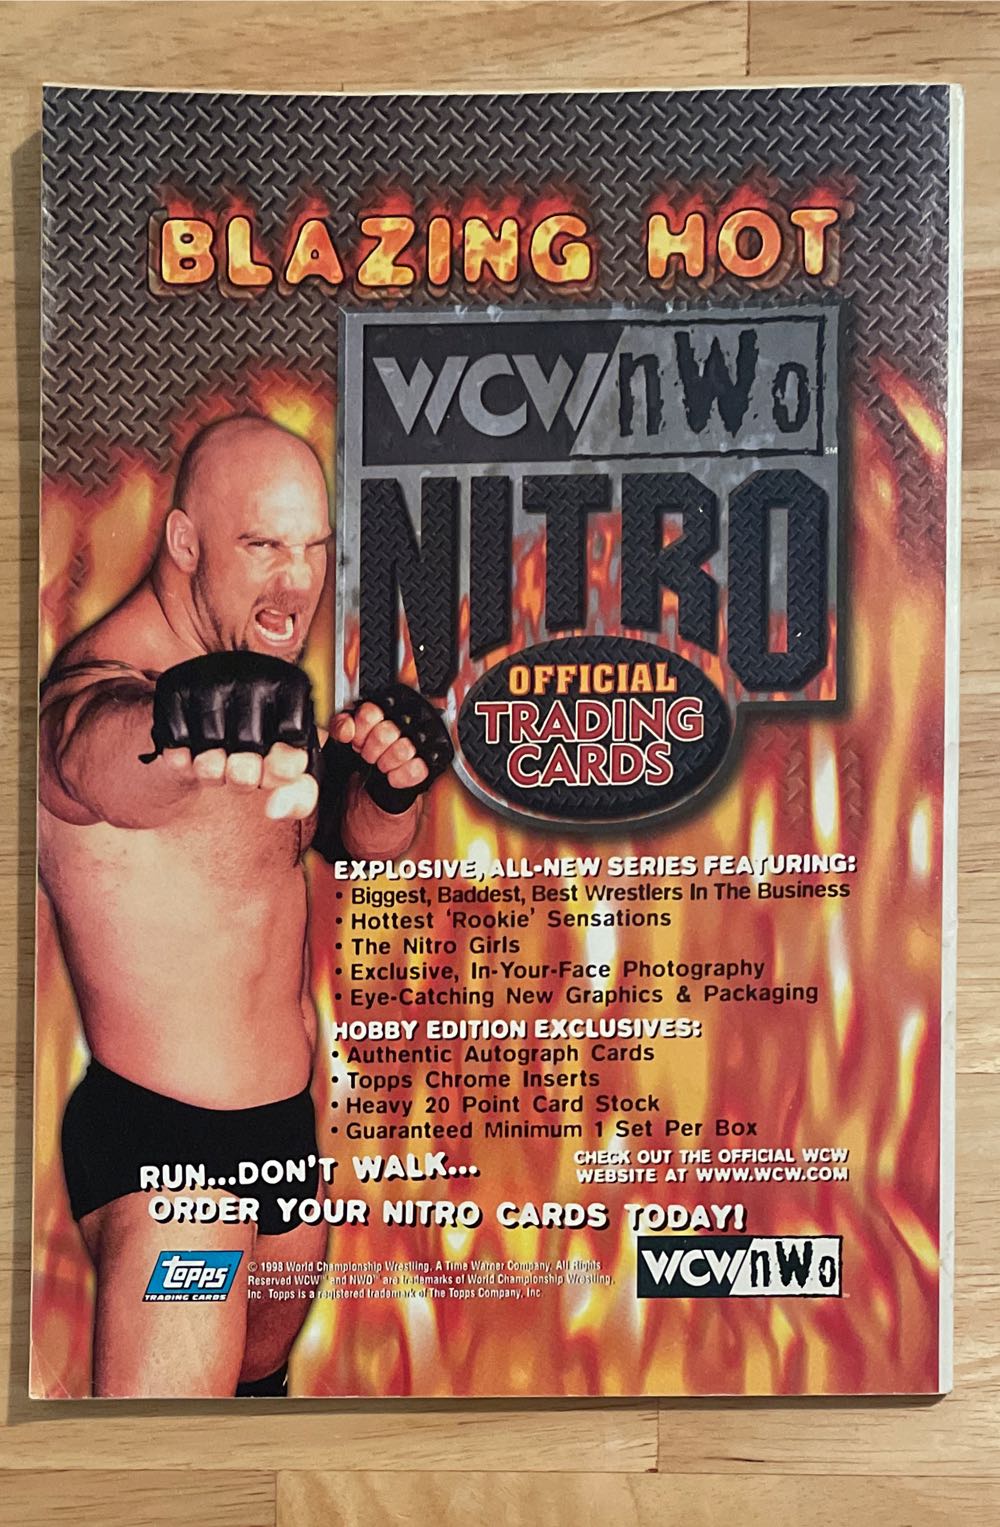 BLAZING HOT
WCW/nWo
SM
NITRO
OFFICIAL
TRADING
CARDS
EXPLOSIVE, ALL-NEW SERIES FEATURING:
• Biggest, Baddest, Best Wrestlers In The Business
• Hottest 'Rookie' Sensations
• The Nitro Girls
• Exclusive, In-Your-Face Photography
• Eye-Catching New Graphics & Packaging
HOBBY EDITION EXCLUSIVES:
• Authentic Autograph Cards
• Topps Chrome Inserts
• Heavy 20 Point Card Stock
• Guaranteed Minimum 1 Set Per Box
RUN...DON'T WALK...
CHECK OUT THE OFFICIAL WCW
WEBSITE AT WWW.WCW.COM
ORDER YOUR NITRO CARDS TODAY!
topps
TRADING CARDS
© 1998 World Championship Wrestling, A Time Warner Company, All Rights
Reserved WCW™ and NWO™ are trademarks of World Championship Wrestling,
Inc. Topps is a registered trademark of The Topps Company, Inc.
WCW/nWo